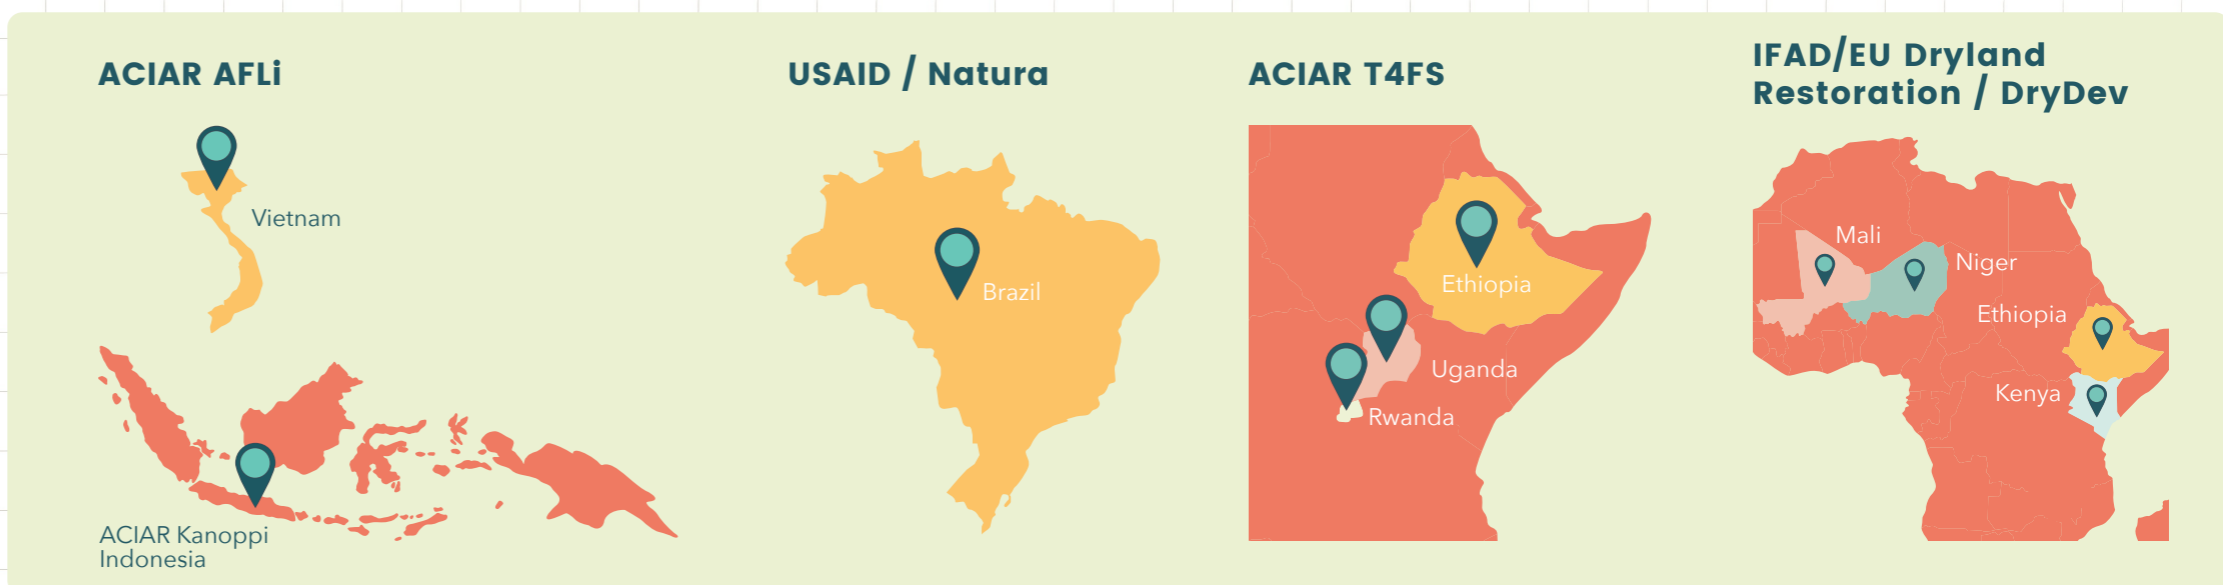 ACIAR AFLi
Vietnam
ACIAR Kanoppi
Indonesia
USAID / Natura
Brazil
ACIAR T4FS
Ethiopia
Uganda
Rwanda
IFAD/EU Dryland
Restoration / DryDev
Mali
Niger
Ethiopia
Kenya